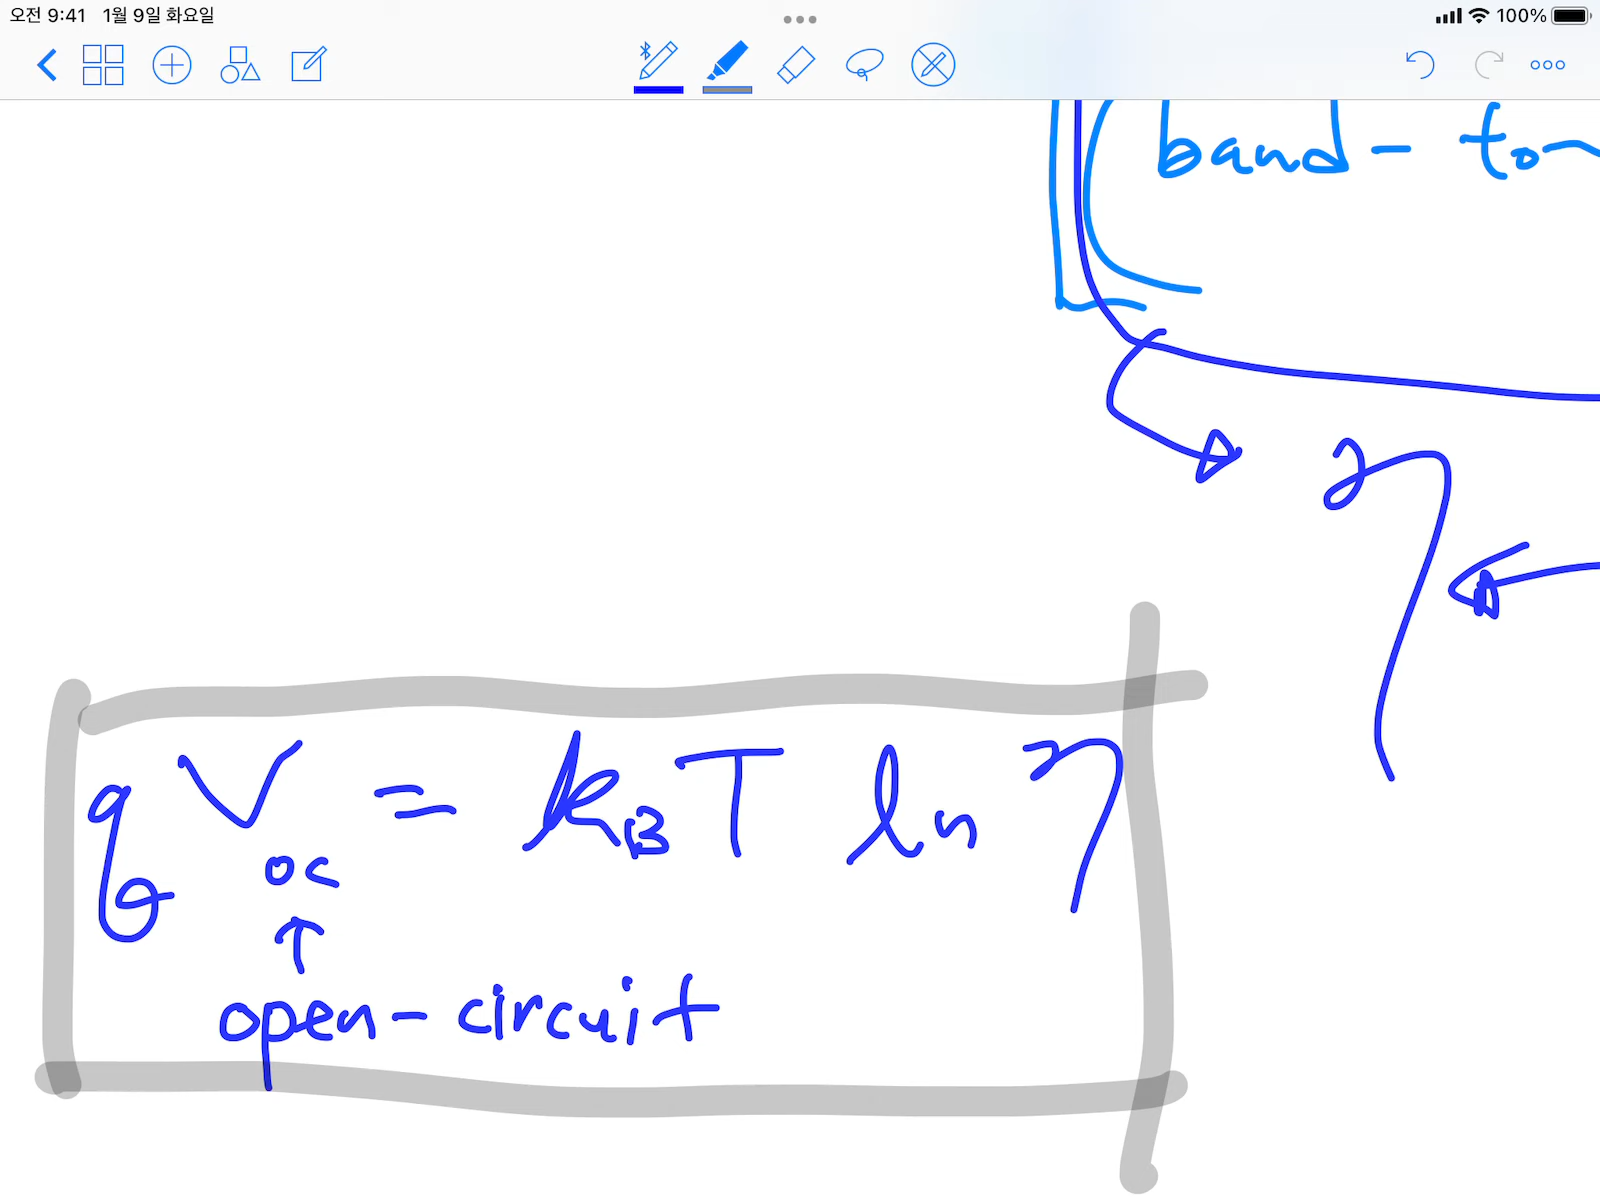 오전 9:41 1월 9일 화요일 100%
band- to
η
qV = k_BT ln η
oc
↑
open-circuit